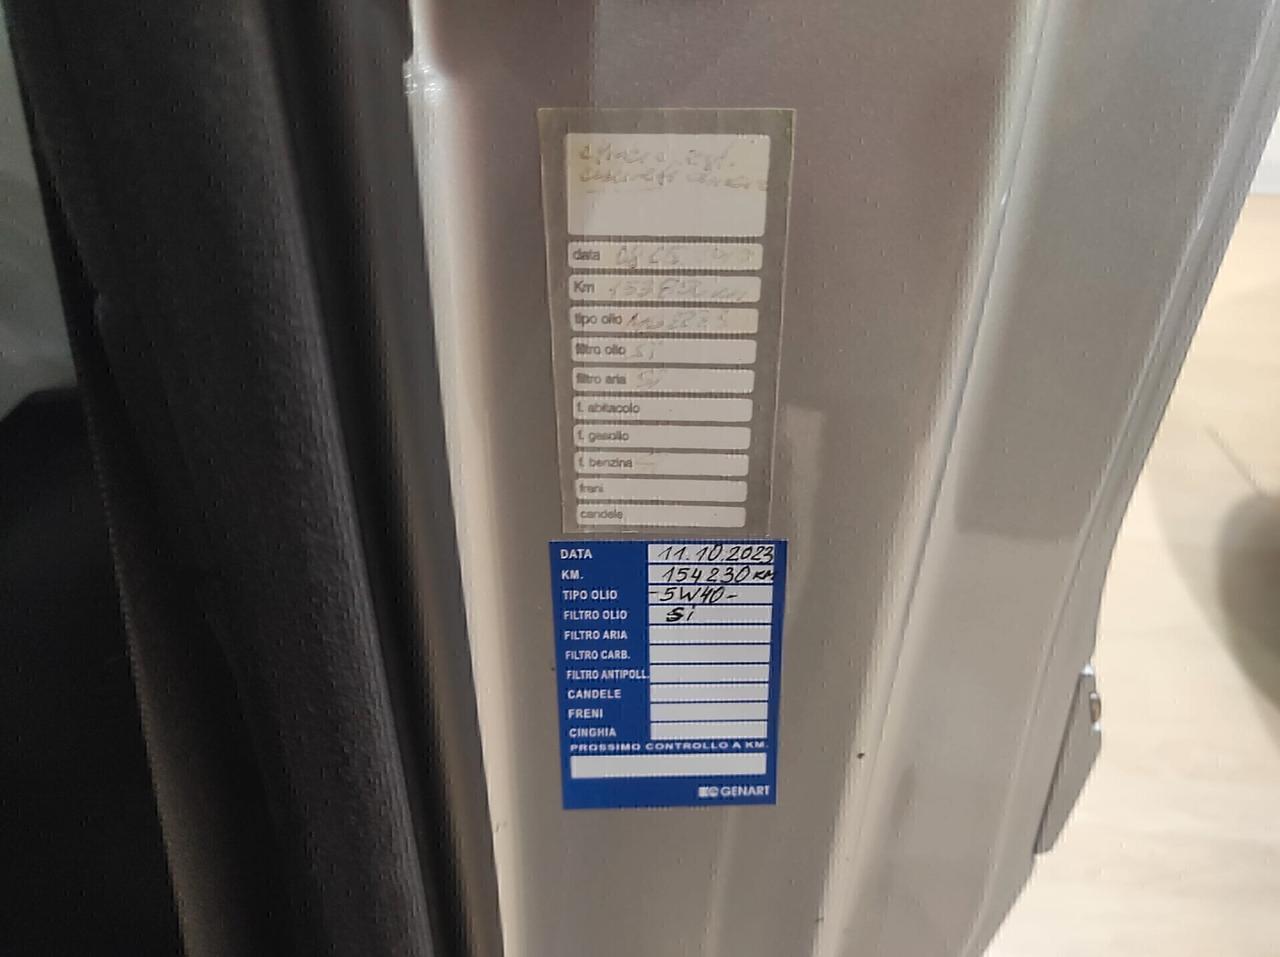 data
Km
tipo olio
filtro olio si
filtro aria si
f. abitacolo
f. gasolio
f. benzina
freni
candele
DATA 11.10.2023
KM. 154230 KM
TIPO OLIO -5W40-
FILTRO OLIO Si
FILTRO ARIA
FILTRO CARB.
FILTRO ANTIPOLL.
CANDELE
FRENI
CINGHIA
PROSSIMO CONTROLLO A KM.
GENART